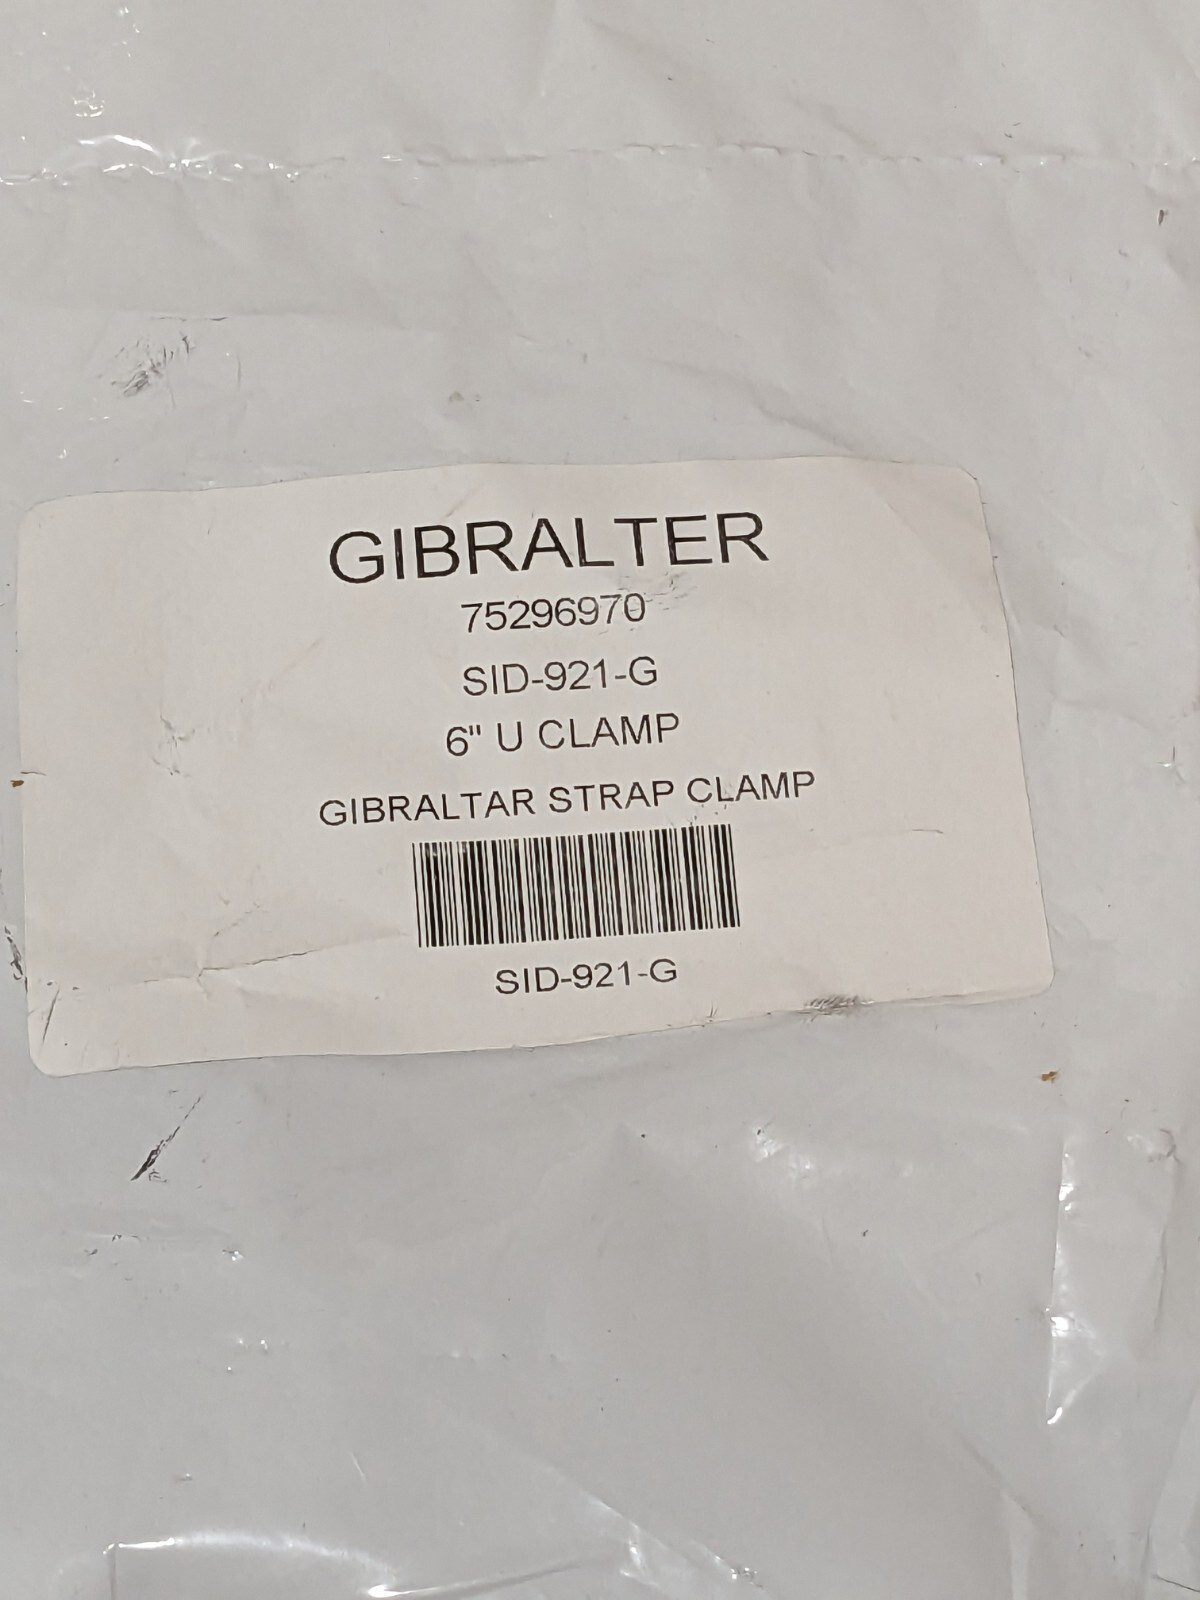 GIBRALTER
75296970
SID-921-G
6" U CLAMP
GIBRALTAR STRAP CLAMP
SID-921-G